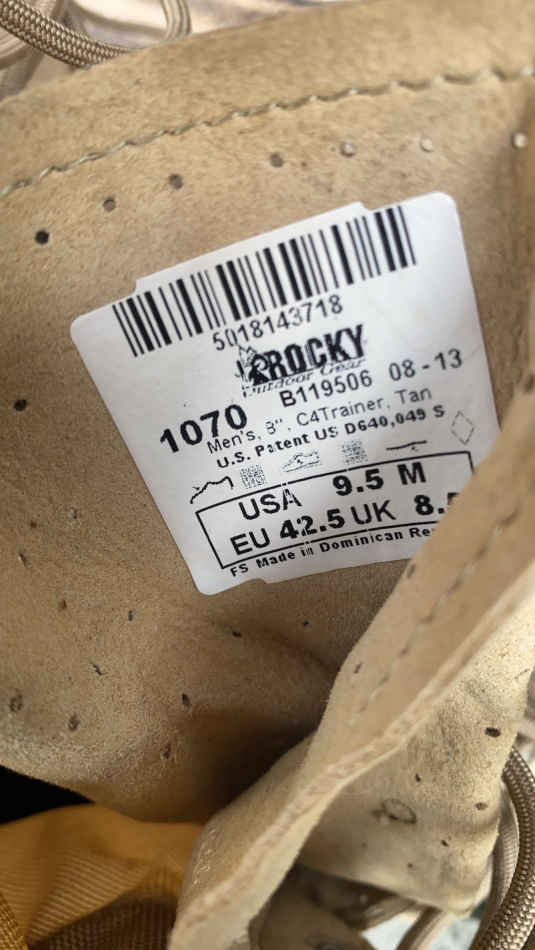 5018143718
ROCKY
Outdoor Gear
B119506 08-13
1070
Men's, 8", C4Trainer, Tan
U.S. Patent US D640,049 S
USA 9.5 M
EU 42.5 UK 8.5
FS Made in Dominican